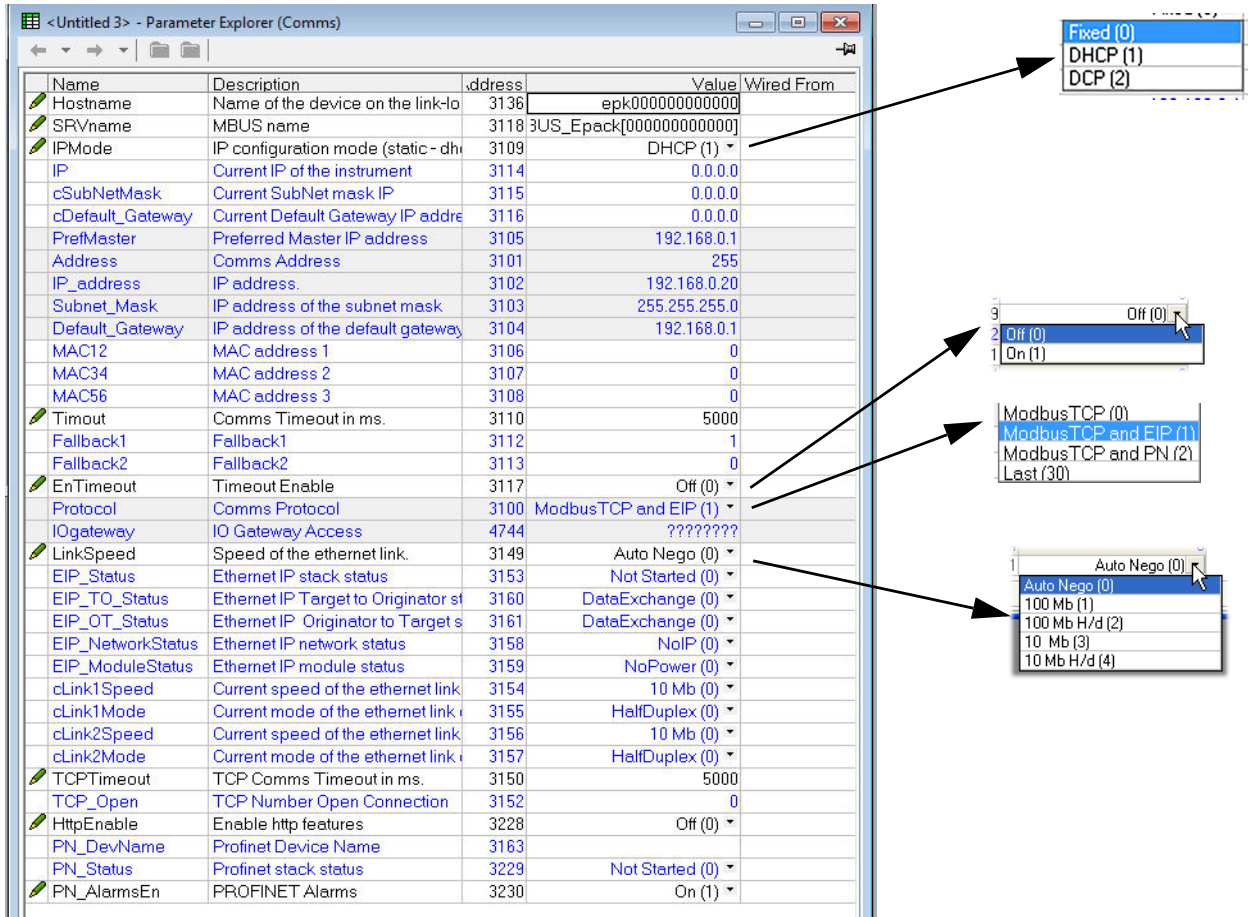 <Untitled 3> - Parameter Explorer (Comms)
Name Description ddress Value Wired From
Hostname Name of the device on the link-lo 3136 epk000000000000
SRVname MBUS name 3118 BUS_Epack[000000000000]
IPMode IP configuration mode (static - dh 3109 DHCP (1)
IP Current IP of the instrument 3114 0.0.0.0
cSubNetMask Current SubNet mask IP 3115 0.0.0.0
cDefault_Gateway Current Default Gateway IP addre 3116 0.0.0.0
PrefMaster Preferred Master IP address 3105 192.168.0.1
Address Comms Address 3101 255
IP_address IP address. 3102 192.168.0.20
Subnet_Mask IP address of the subnet mask 3103 255.255.255.0
Default_Gateway IP address of the default gateway 3104 192.168.0.1
MAC12 MAC address 1 3106 0
MAC34 MAC address 2 3107 0
MAC56 MAC address 3 3108 0
Timout Comms Timeout in ms. 3110 5000
Fallback1 Fallback1 3112 1
Fallback2 Fallback2 3113 0
EnTimeout Timeout Enable 3117 Off (0)
Protocol Comms Protocol 3100 ModbusTCP and EIP (1)
IOgateway IO Gateway Access 4744 ????????
LinkSpeed Speed of the ethernet link. 3149 Auto Nego (0)
EIP_Status Ethernet IP stack status 3153 Not Started (0)
EIP_TO_Status Ethernet IP Target to Originator st 3160 DataExchange (0)
EIP_OT_Status Ethernet IP Originator to Target s 3161 DataExchange (0)
EIP_NetworkStatus Ethernet IP network status 3158 NoIP (0)
EIP_ModuleStatus Ethernet IP module status 3159 NoPower (0)
cLink1Speed Current speed of the ethernet link 3154 10 Mb (0)
cLink1Mode Current mode of the ethernet link 3155 HalfDuplex (0)
cLink2Speed Current speed of the ethernet link 3156 10 Mb (0)
cLink2Mode Current mode of the ethernet link 3157 HalfDuplex (0)
TCPTimeout TCP Comms Timeout in ms. 3150 5000
TCP_Open TCP Number Open Connection 3152 0
HttpEnable Enable http features 3228 Off (0)
PN_DevName Profinet Device Name 3163
PN_Status Profinet stack status 3229 Not Started (0)
PN_AlarmsEn PROFINET Alarms 3230 On (1)
Fixed (0)
DHCP (1)
DCP (2)
9 Off (0)
2 Off (0)
1 On (1)
ModbusTCP (0)
ModbusTCP and EIP (1)
ModbusTCP and PN (2)
Last (30)
1 Auto Nego (0)
Auto Nego (0)
100 Mb (1)
100 Mb H/d (2)
10 Mb (3)
10 Mb H/d (4)